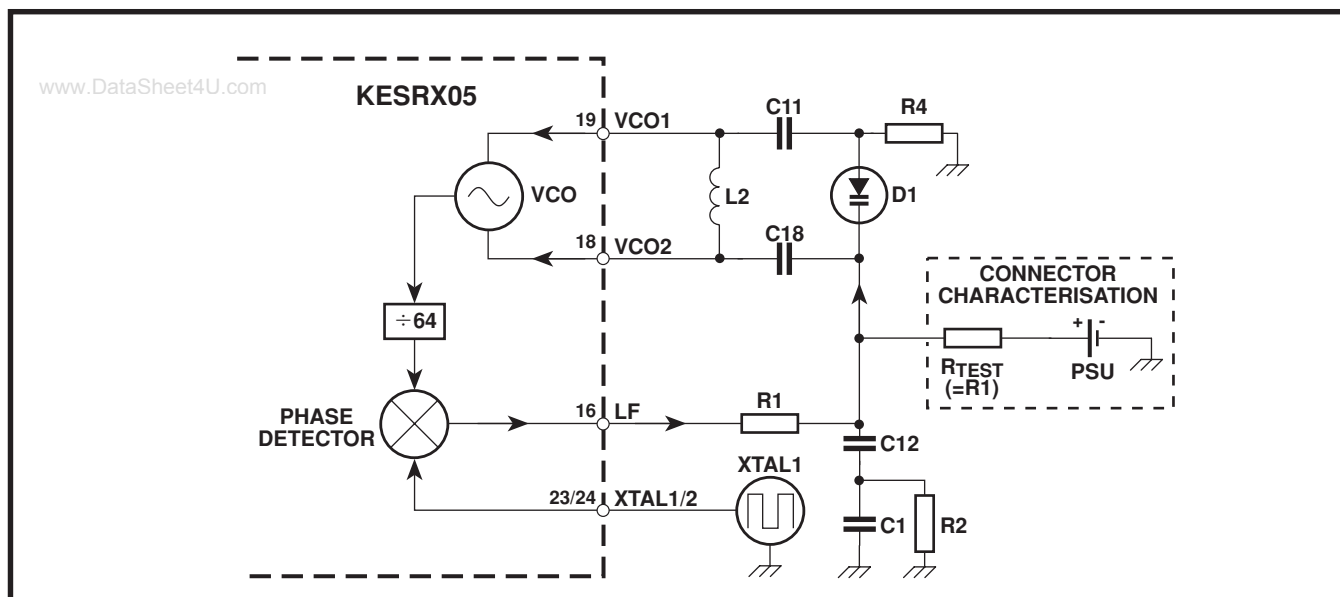 www.DataSheet4U.com
KESRX05
19 VCO1
C11
R4
VCO
L2
D1
18 VCO2
C18
÷64
CONNECTOR
CHARACTERISATION
+ -
RTEST
(=R1)
PSU
PHASE
DETECTOR
16 LF
R1
C12
XTAL1
23/24 XTAL1/2
C1
R2